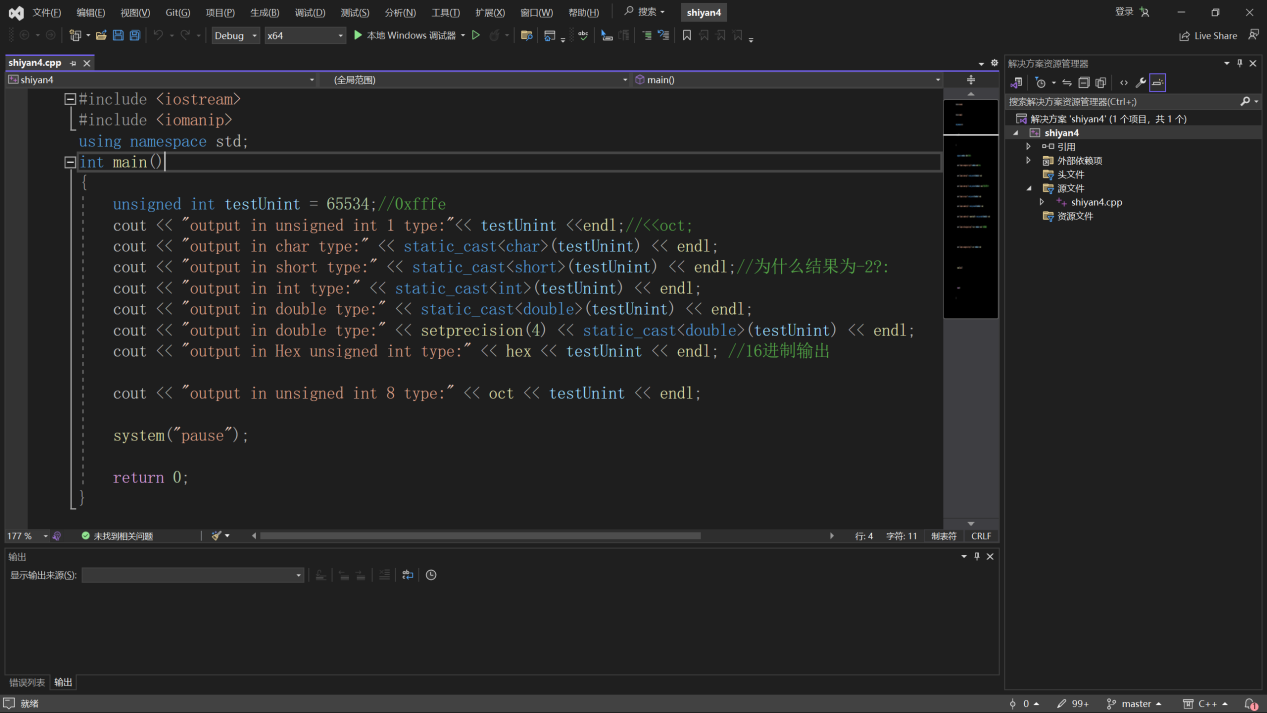 文件(F) 编辑(E) 视图(V) Git(G) 项目(P) 生成(B) 调试(D) 测试(S) 分析(N) 工具(T) 扩展(X) 窗口(W) 帮助(H) 搜索 shiyan4 登录
Debug x64 本地 Windows 调试器 Live Share
shiyan4.cpp
shiyan4 (全局范围) main()
#include <iostream>
#include <iomanip>
using namespace std;
int main()
{
unsigned int testUnint = 65534;//0xfffe
cout << "output in unsigned int 1 type:"<< testUnint <<endl;//<<oct;
cout << "output in char type:" << static_cast<char>(testUnint) << endl;
cout << "output in short type:" << static_cast<short>(testUnint) << endl;//为什么结果为-2?:
cout << "output in int type:" << static_cast<int>(testUnint) << endl;
cout << "output in double type:" << static_cast<double>(testUnint) << endl;
cout << "output in double type:" << setprecision(4) << static_cast<double>(testUnint) << endl;
cout << "output in Hex unsigned int type:" << hex << testUnint << endl; //16进制输出
cout << "output in unsigned int 8 type:" << oct << testUnint << endl;
system("pause");
return 0;
}
177 % 未找到相关问题 行: 4 字符: 11 制表符 CRLF
输出
显示输出来源(S):
错误列表 输出
解决方案资源管理器
搜索解决方案资源管理器(Ctrl+;)
解决方案 'shiyan4' (1 个项目，共 1 个)
shiyan4
引用
外部依赖项
头文件
源文件
shiyan4.cpp
资源文件
就绪 0 99+ master C++ 1